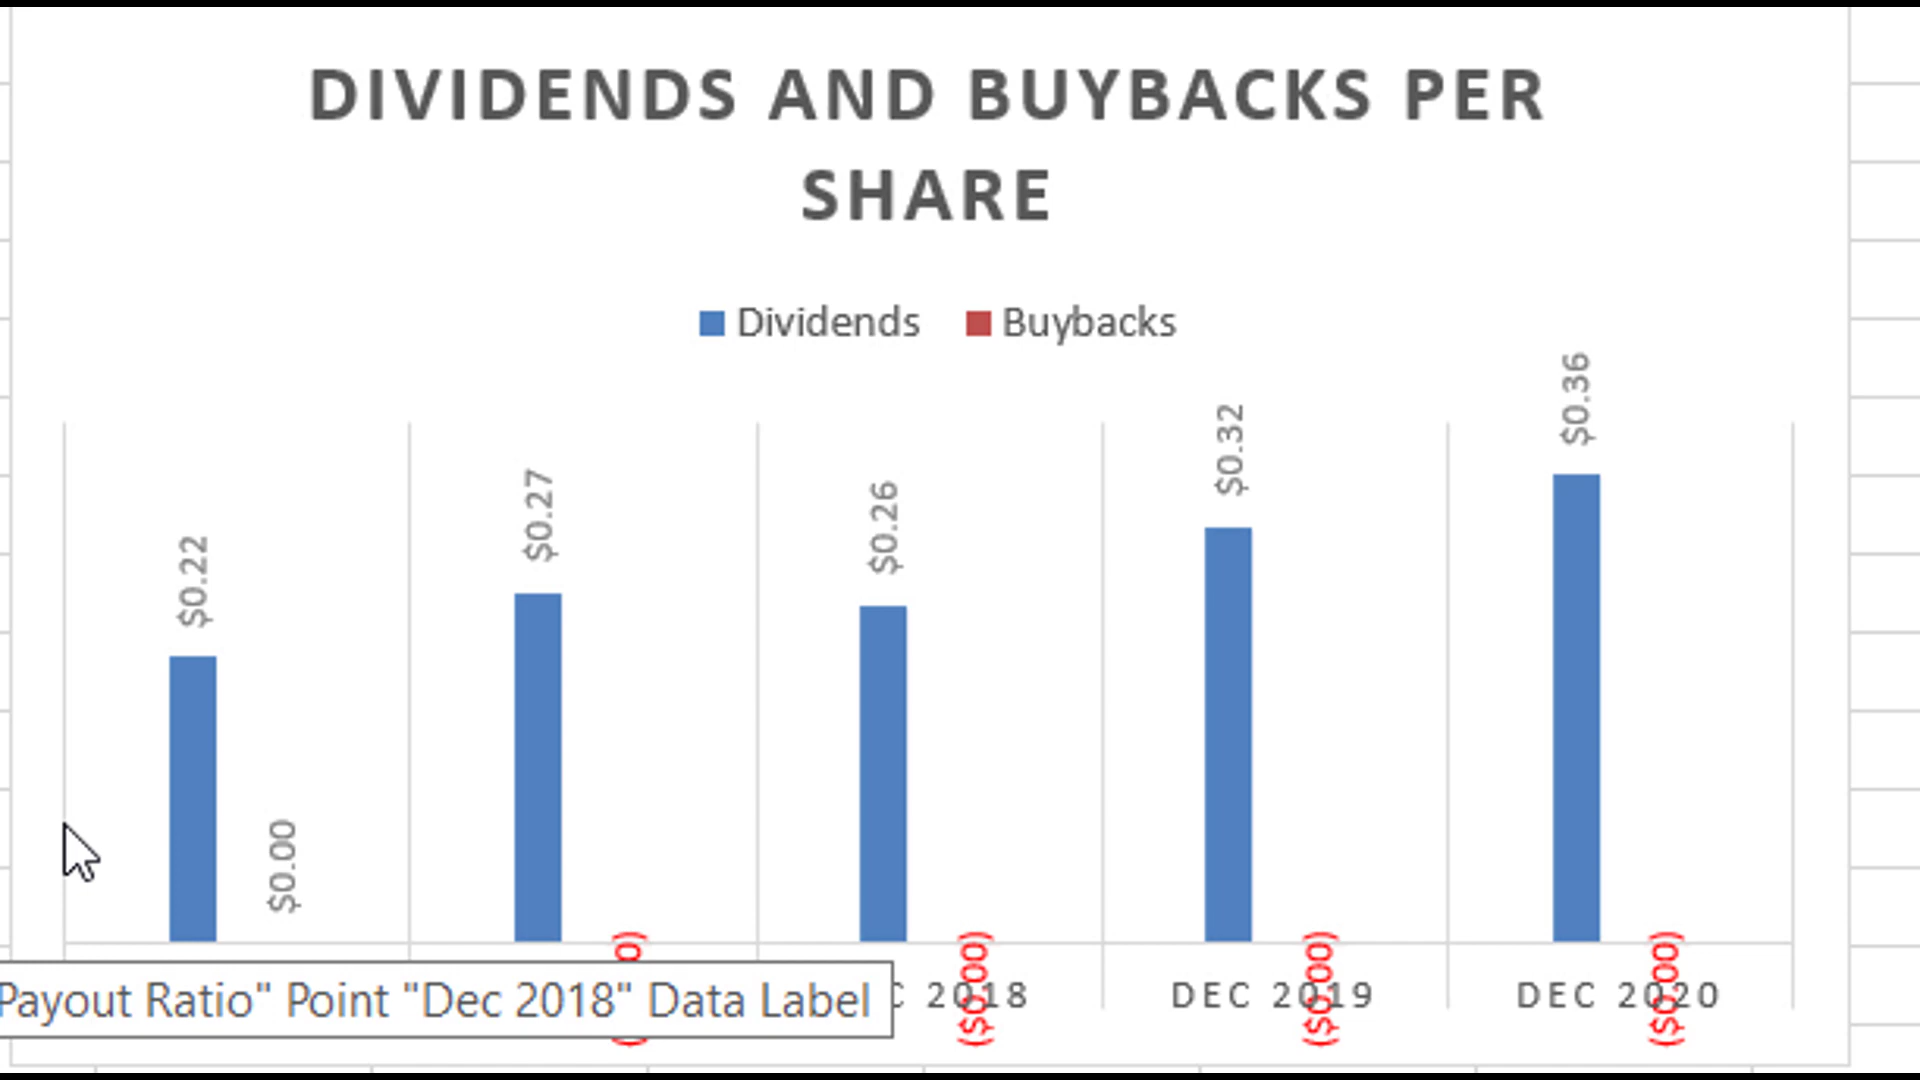 DIVIDENDS AND BUYBACKS PER
SHARE
Dividends Buybacks
$0.22
$0.00
$0.27
$0.26
$0.32
$0.36
Payout Ratio" Point "Dec 2018" Data Label
C 2018
($0.00)
DEC 2019
($0.00)
DEC 2020
($0.00)